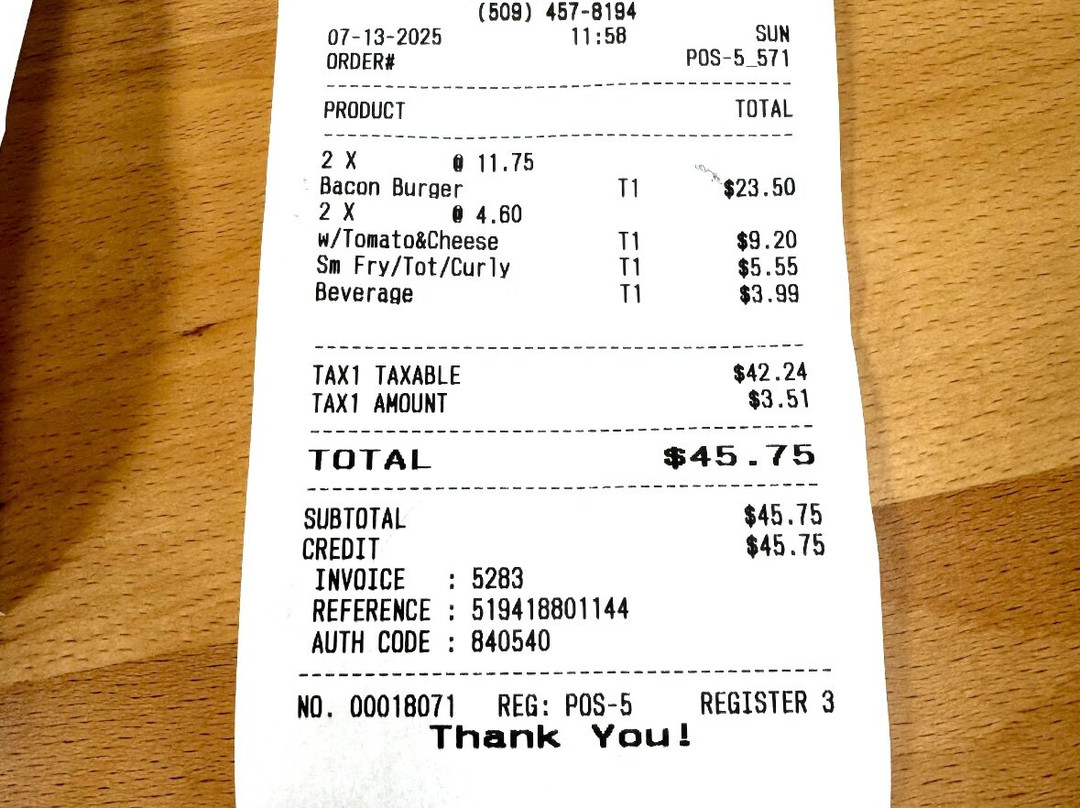 (509) 457-8194
07-13-2025 11:58 SUN
ORDER# POS-5_571
PRODUCT TOTAL
2 X @ 11.75
Bacon Burger T1 $23.50
2 X @ 4.60
w/Tomato&Cheese T1 $9.20
Sm Fry/Tot/Curly T1 $5.55
Beverage T1 $3.99
TAX1 TAXABLE $42.24
TAX1 AMOUNT $3.51
TOTAL $45.75
SUBTOTAL $45.75
CREDIT $45.75
INVOICE : 5283
REFERENCE : 519418801144
AUTH CODE : 840540
NO. 00018071 REG: POS-5 REGISTER 3
Thank You!